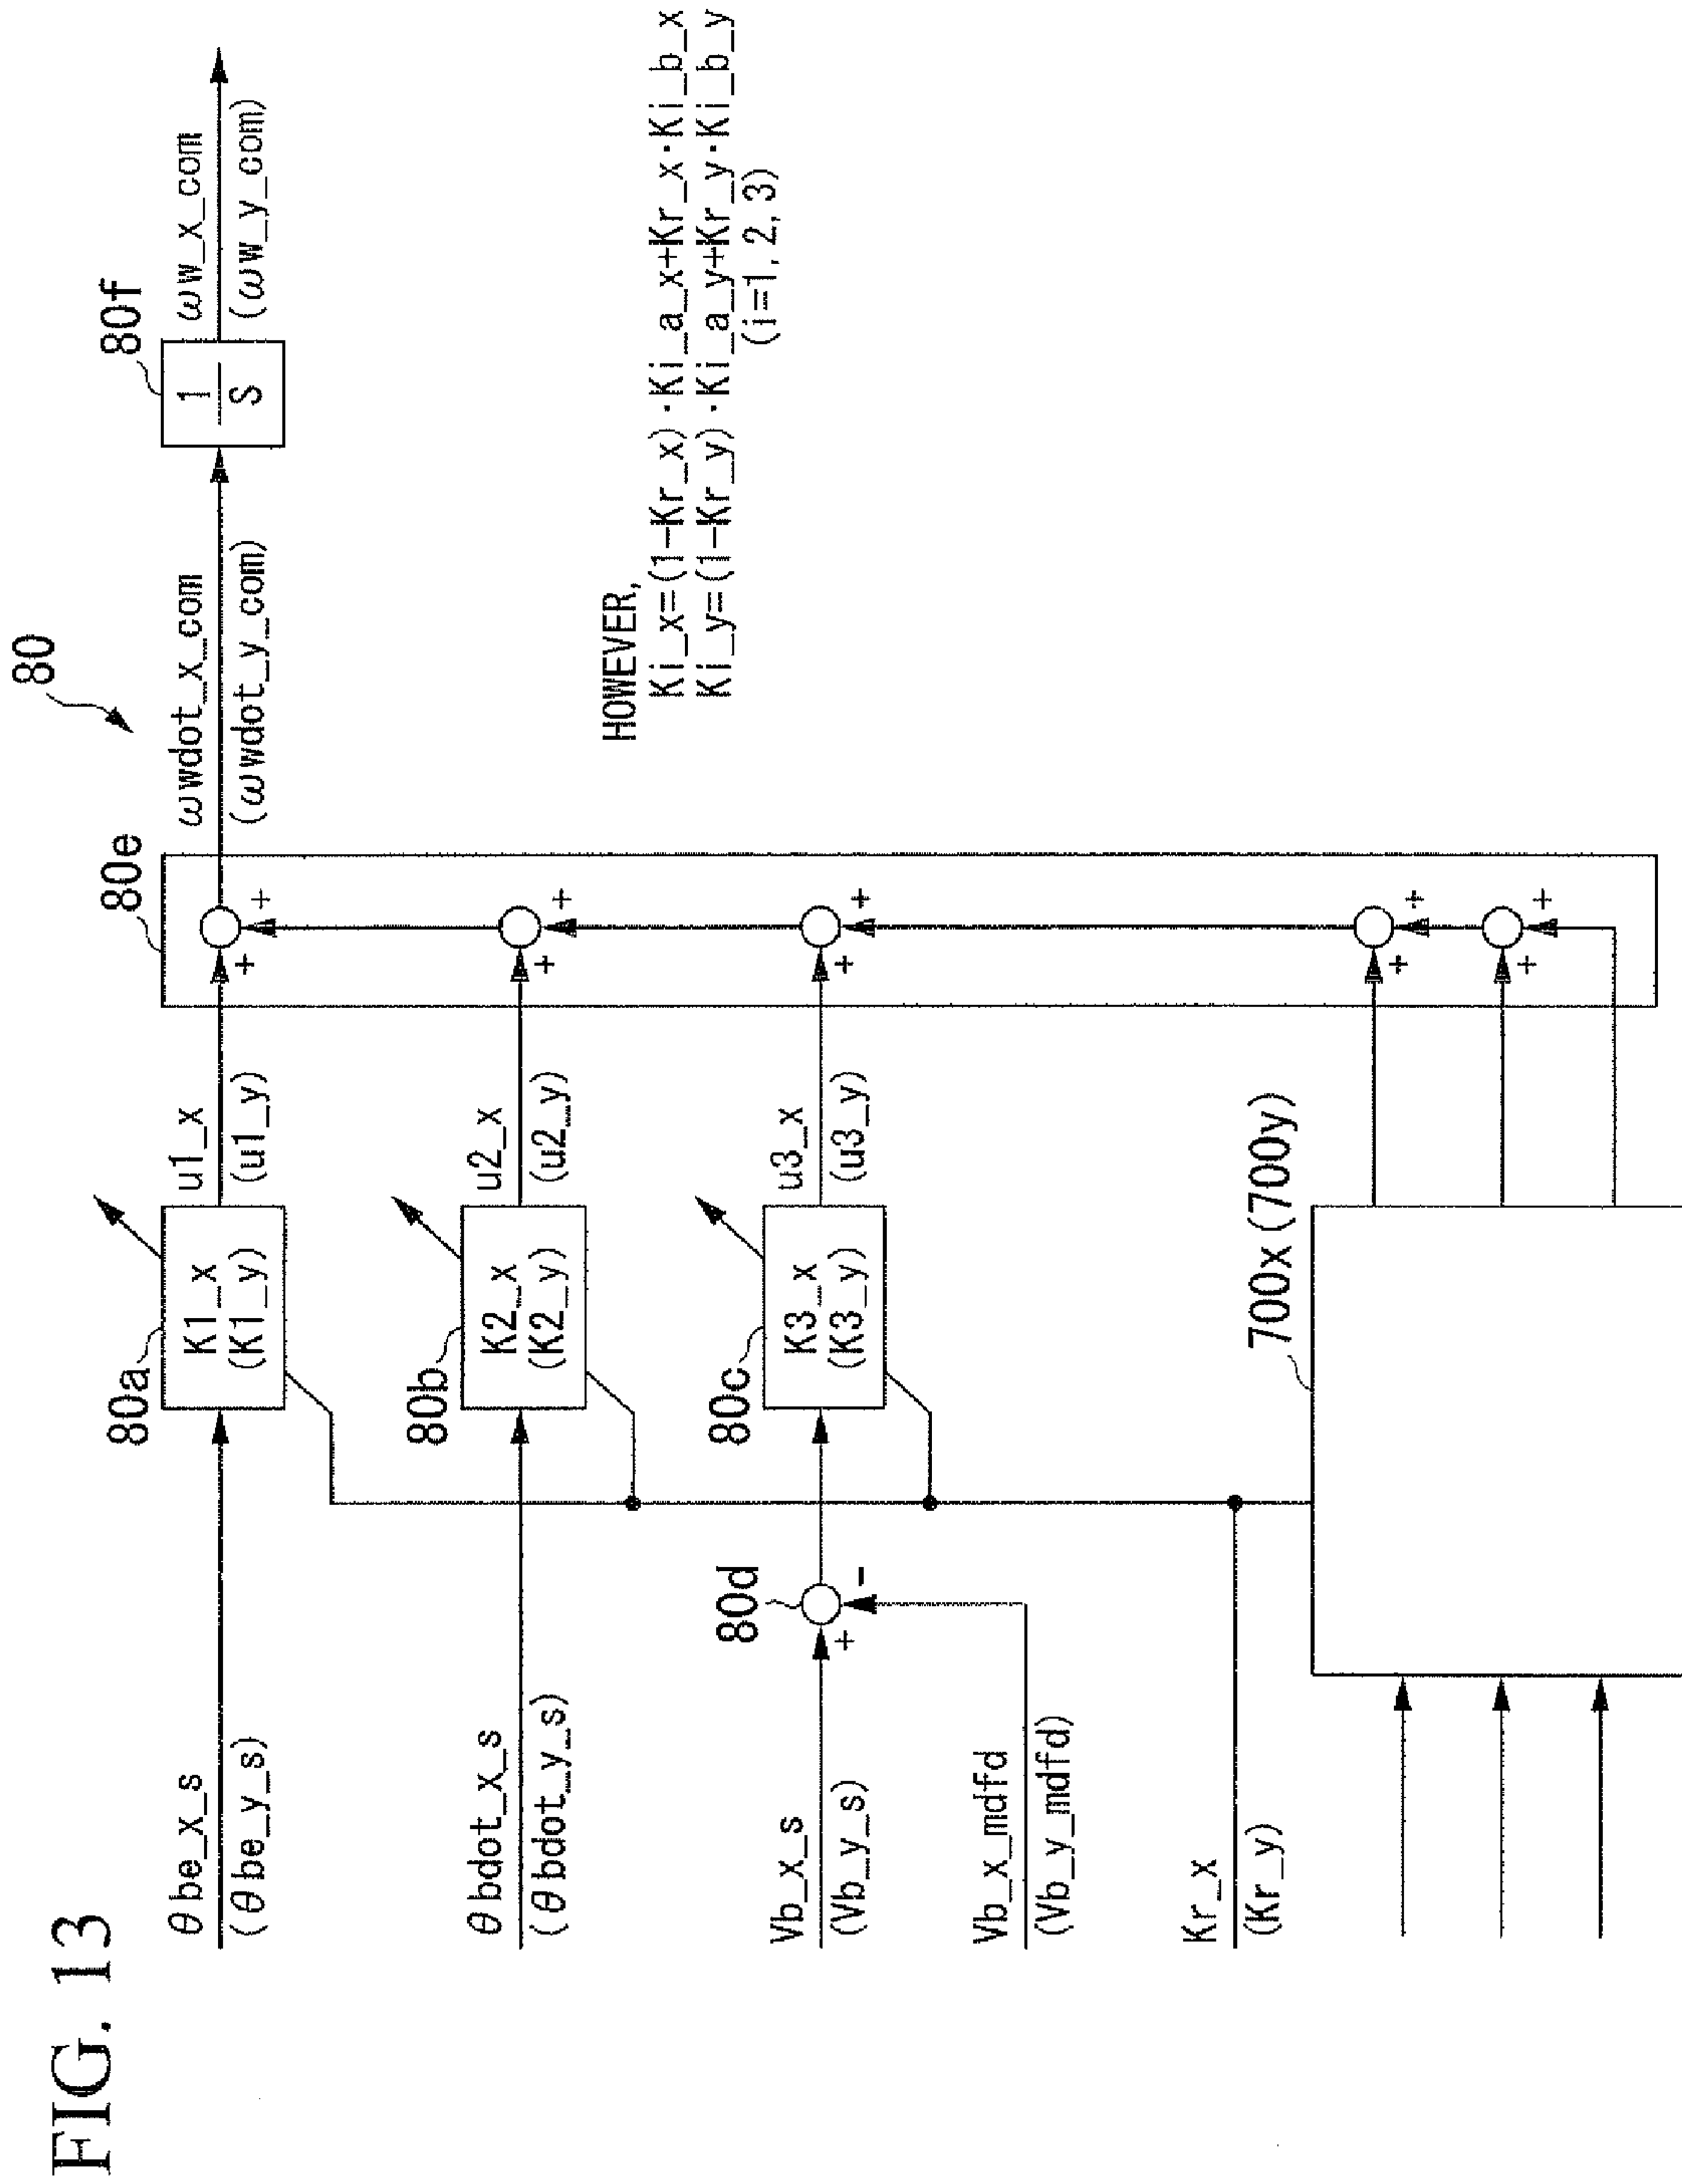 FIG. 13
80
θbe_x_s
(θbe_y_s)
80a
K1_x
(K1_y)
u1_x
(u1_y)
+
+
80e
ωwdot_x_com
(ωwdot_y_com)
80f
1
S
ωw_x_com
(ωw_y_com)
θbdot_x_s
(θbdot_y_s)
80b
K2_x
(K2_y)
u2_x
(u2_y)
+
+
Vb_x_s
(Vb_y_s)
+
-
80d
80c
K3_x
(K3_y)
u3_x
(u3_y)
+
+
Vb_x_mdfd
(Vb_y_mdfd)
Kr_x
(Kr_y)
700x(700y)
+
+
+
+
HOWEVER,
Ki_x=(1-Kr_x)·Ki_a_x+Kr_x·Ki_b_x
Ki_y=(1-Kr_y)·Ki_a_y+Kr_y·Ki_b_y
(i=1,2,3)